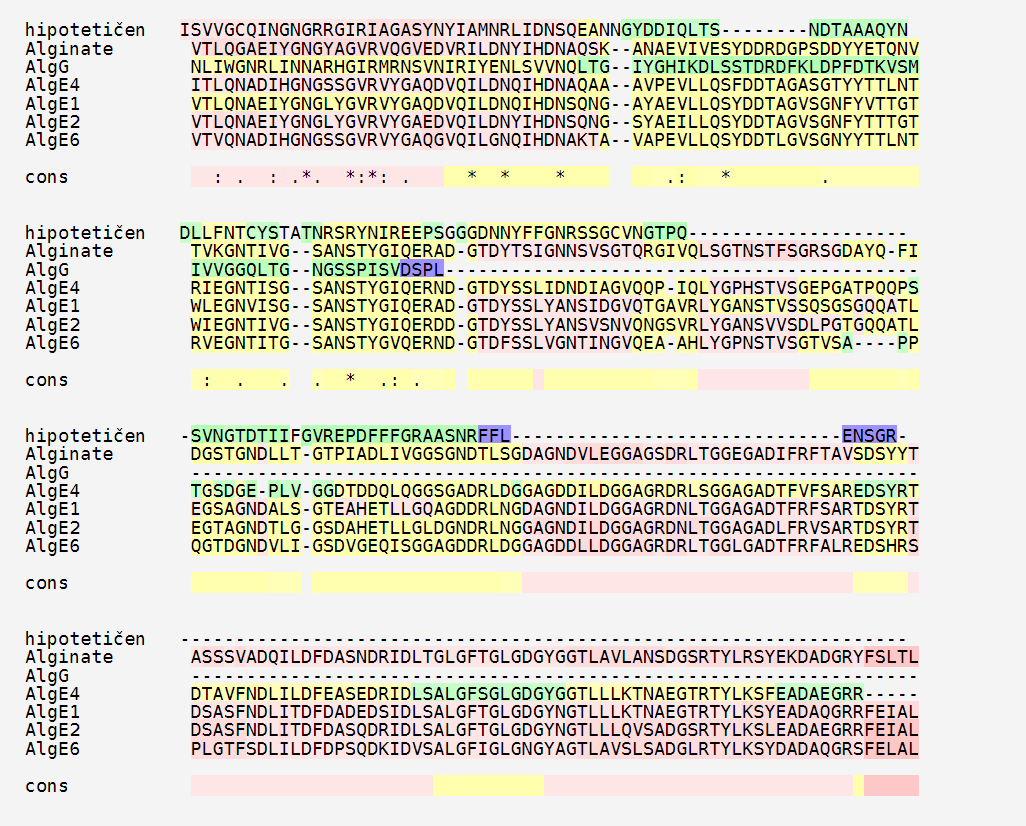 hipotetičen ISVVGCQINGNGRRGIRIAGASYNYIAMNRLIDNSQEANNGYDDIQLTS--------NDTAAAQYN
Alginate VTLQGAEIYGNGYAGVRVQGVEDVRILDNYIHDNAQSK--ANAEVIVESYDDRDGPSDDYYETQNV
AlgG NLIWGNRLINNARHGIRMRNSVNIRIYENLSVVNQLTG--IYGHIKDLSSTDRDFKLDPFDTKVSM
AlgE4 ITLQNADIHGNGSSGVRVYGAQDVQILDNQIHDNAQAA--AVPEVLLQSFDDTAGASGTYYTTLNT
AlgE1 VTLQNAEIYGNGLYGVRVYGAQDVQILDNQIHDNSQNG--AYAEVLLQSYDDTAGVSGNFYVTTGT
AlgE2 VTLQNAEIYGNGLYGVRVYGAEDVQILDNQIHDNSQNG--SYAEILLQSYDDTAGVSGNFYTTTGT
AlgE6 VTVQNADIHGNGSSGVRVYGAQGVQILGNQIHDNAKTA--VAPEVLLQSYDDTLGVSGNYYTTLNT
cons : . : .*. *:*: . * * * .: * .
hipotetičen DLLFNTCYSTATNRSRYNIREEPSGGGDNNYFFGNRSSGCVNGTPQ--------------------
Alginate TVKGNTIVG--SANSTYGIQERAD-GTDYTSIGNNSVSGTQRGIVQLSGTNSTFSGRSGDAYQ-FI
AlgG IVVGGQLTG--NGSSPISVDSPL-------------------------------------------
AlgE4 RIEGNTISG--SANSTYGIQERND-GTDYSSLIDNDIAGVQQP-IQLYGPHSTVSGEPGATPQQPS
AlgE1 WLEGNVISG--SANSTYGIQERAD-GTDYSSLYANSIDGVQTGAVRLYGANSTVSSQSGSGQQATL
AlgE2 WIEGNTIVG--SANSTYGIQERDD-GTDYSSLYANSVSNVQNGSVRLYGANSVVSDLPGTGQQATL
AlgE6 RVEGNTITG--SANSTYGVQERND-GTDFSSLVGNTINGVQEA-AHLYGPNSTVSGTVSA----PP
cons : . . . * .: .
hipotetičen -SVNGTDTIIFGVREPDFFFGRAASNRFFL------------------------------ENSGR-
Alginate DGSTGNDLLT-GTPIADLIVGGSGNDTLSGDAGNDVLEGGAGSDRLTGGEGADIFRFTAVSDSYYT
AlgG ------------------------------------------------------------------
AlgE4 TGSDGE-PLV-GGDTDDQLQGGSGADRLDGGAGDDILDGGAGRDRLSGGAGADTFVFSAREDSYRT
AlgE1 EGSAGNDALS-GTEAHETLLGQAGDDRLNGDAGNDILDGGAGRDNLTGGAGADTFRFSARTDSYRT
AlgE2 EGTAGNDTLG-GSDAHETLLGLDGNDRLNGGAGNDILDGGAGRDNLTGGAGADLFRVSARTDSYRT
AlgE6 QGTDGNDVLI-GSDVGEQISGGAGDDRLDGGAGDDLLDGGAGRDRLTGGLGADTFRFALREDSHRS
cons
hipotetičen ------------------------------------------------------------------
Alginate ASSSVADQILDFDASNDRIDLTGLGFTGLGDGYGGTLAVLANSDGSRTYLRSYEKDADGRYFSLTL
AlgG ------------------------------------------------------------------
AlgE4 DTAVFNDLILDFEASEDRIDLSALGFSGLGDGYGGTLLLKTNAEGTRTYLKSFEADAEGRR-----
AlgE1 DSASFNDLITDFDADEDSIDLSALGFTGLGDGYNGTLLLKTNAEGTRTYLKSYEADAQGRRFEIAL
AlgE2 DSASFNDLITDFDASQDRIDLSALGFTGLGDGYNGTLLLQVSADGSRTYLKSLEADAEGRRFEIAL
AlgE6 PLGTFSDLILDFDPSQDKIDVSALGFIGLGNGYAGTLAVSLSADGLRTYLKSYDADAQGRSFELAL
cons